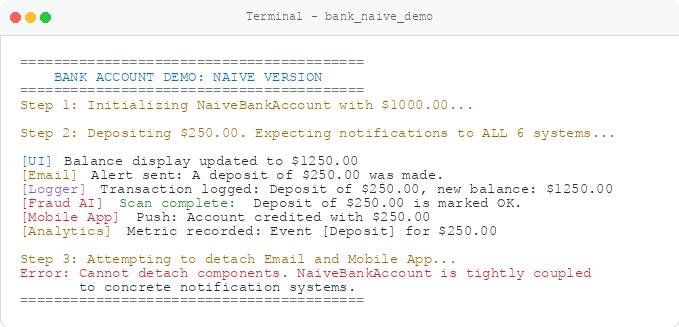 Terminal - bank_naive_demo
=========================================
BANK ACCOUNT DEMO: NAIVE VERSION
=========================================
Step 1: Initializing NaiveBankAccount with $1000.00...
Step 2: Depositing $250.00. Expecting notifications to ALL 6 systems...
[UI] Balance display updated to $1250.00
[Email] Alert sent: A deposit of $250.00 was made.
[Logger] Transaction logged: Deposit of $250.00, new balance: $1250.00
[Fraud AI] Scan complete: Deposit of $250.00 is marked OK.
[Mobile App] Push: Account credited with $250.00
[Analytics] Metric recorded: Event [Deposit] for $250.00
Step 3: Attempting to detach Email and Mobile App...
Error: Cannot detach components. NaiveBankAccount is tightly coupled
to concrete notification systems.
=========================================